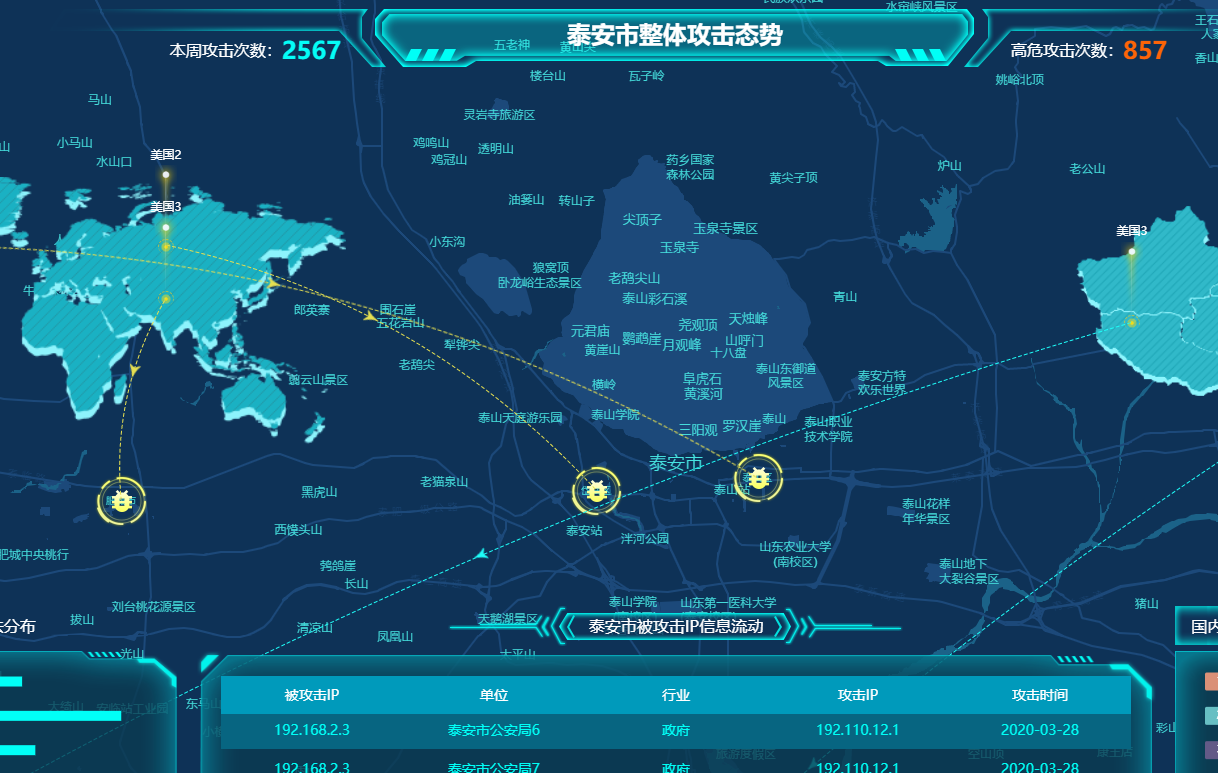 水帘峡风景区
泰安市整体攻击态势
五老神
本周攻击次数: 2567
高危攻击次数: 857
香山
楼台山
瓦子岭
姚峪北顶
马山
灵岩寺旅游区
小马山
鸡鸣山
透明山
水山口
鸡冠山
美国2
药乡国家
森林公园
炉山
老公山
黄尖子顶
油篓山
转山子
美国3
尖顶子
玉泉寺景区
美国3
小东沟
玉泉寺
狼窝顶
卧龙峪生态景区
老鸹尖山
泰山彩石溪
青山
郎英寨
围石崖
五花岩山
天烛峰
尧观顶
元君庙
鹦鹉崖
月观峰
山呼门
十八盘
黄崖山
犁铧尖
老鸹尖
翳云山景区
泰山东御道
风景区
泰安方特
欢乐世界
阜虎石
黄溪河
横岭
泰山天庭游乐园
泰山学院
三阳观
罗汉崖
泰山
泰山职业
技术学院
泰安市
老猫泉山
黑虎山
泰山站
泰山花样
年华景区
西馍头山
泰安站
泮河公园
肥城中央桃行
山东农业大学
(南校区)
鹁鸽崖
长山
泰山地下
大裂谷景区
刘台桃花源景区
泰山学院
山东第一医科大学
猪山
拔山
天鹅湖景区
清凉山
凤凰山
泰安市被攻击IP信息流动
分布
国内
光山
太平山
被攻击IP 单位 行业 攻击IP 攻击时间
192.168.2.3 泰安市公安局6 政府 192.110.12.1 2020-03-28
192.168.2.3 泰安市公安局7 政府 192.110.12.1 2020-03-28